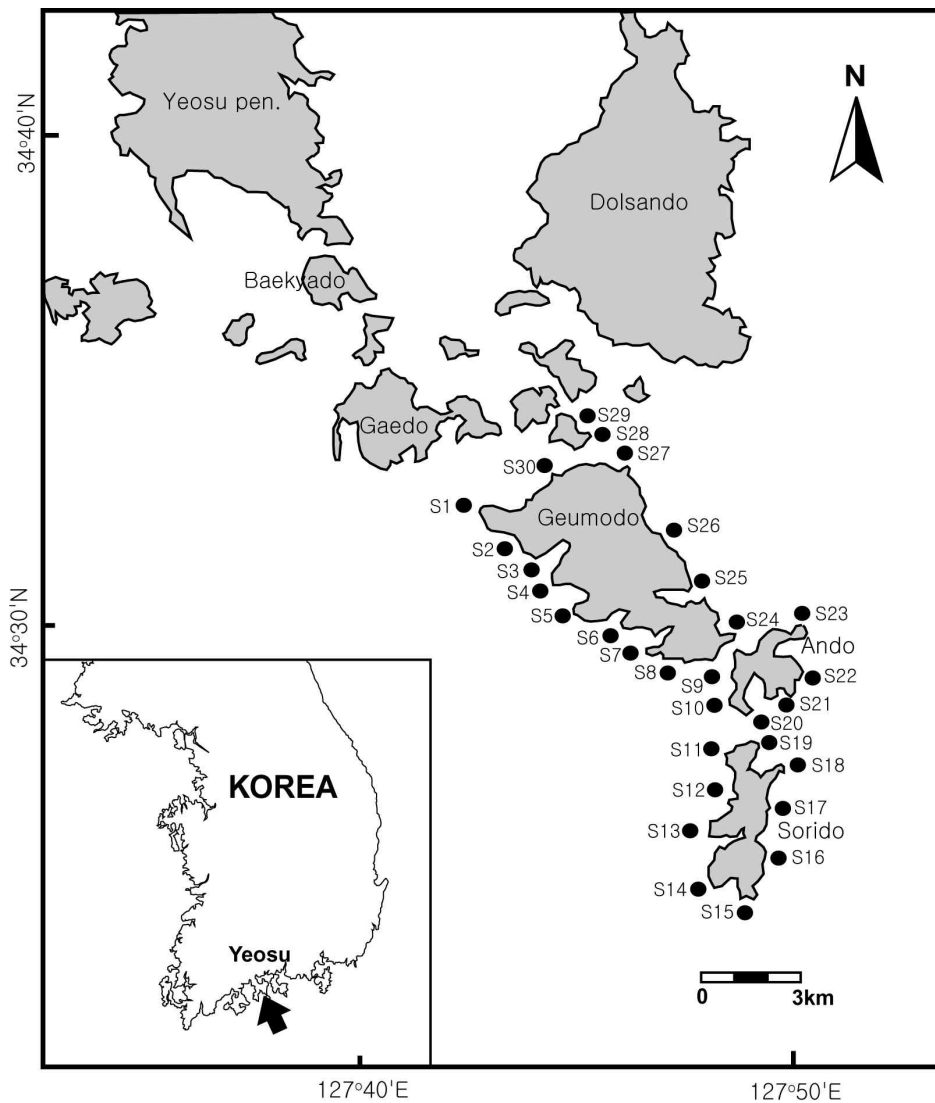 N
Yeosu pen.
34°40'N
Dolsando
Baekyado
Gaedo
S29
S28
S27
S30
S1
Geumodo
S26
S2
S3
S25
S4
S5
S24
S23
34°30'N
S6
Ando
S7
S8
S9
S22
S10
S21
S20
S19
S11
S18
KOREA
S12
S17
S13
Sorido
S16
S14
S15
Yeosu
0 3km
127°40'E
127°50'E